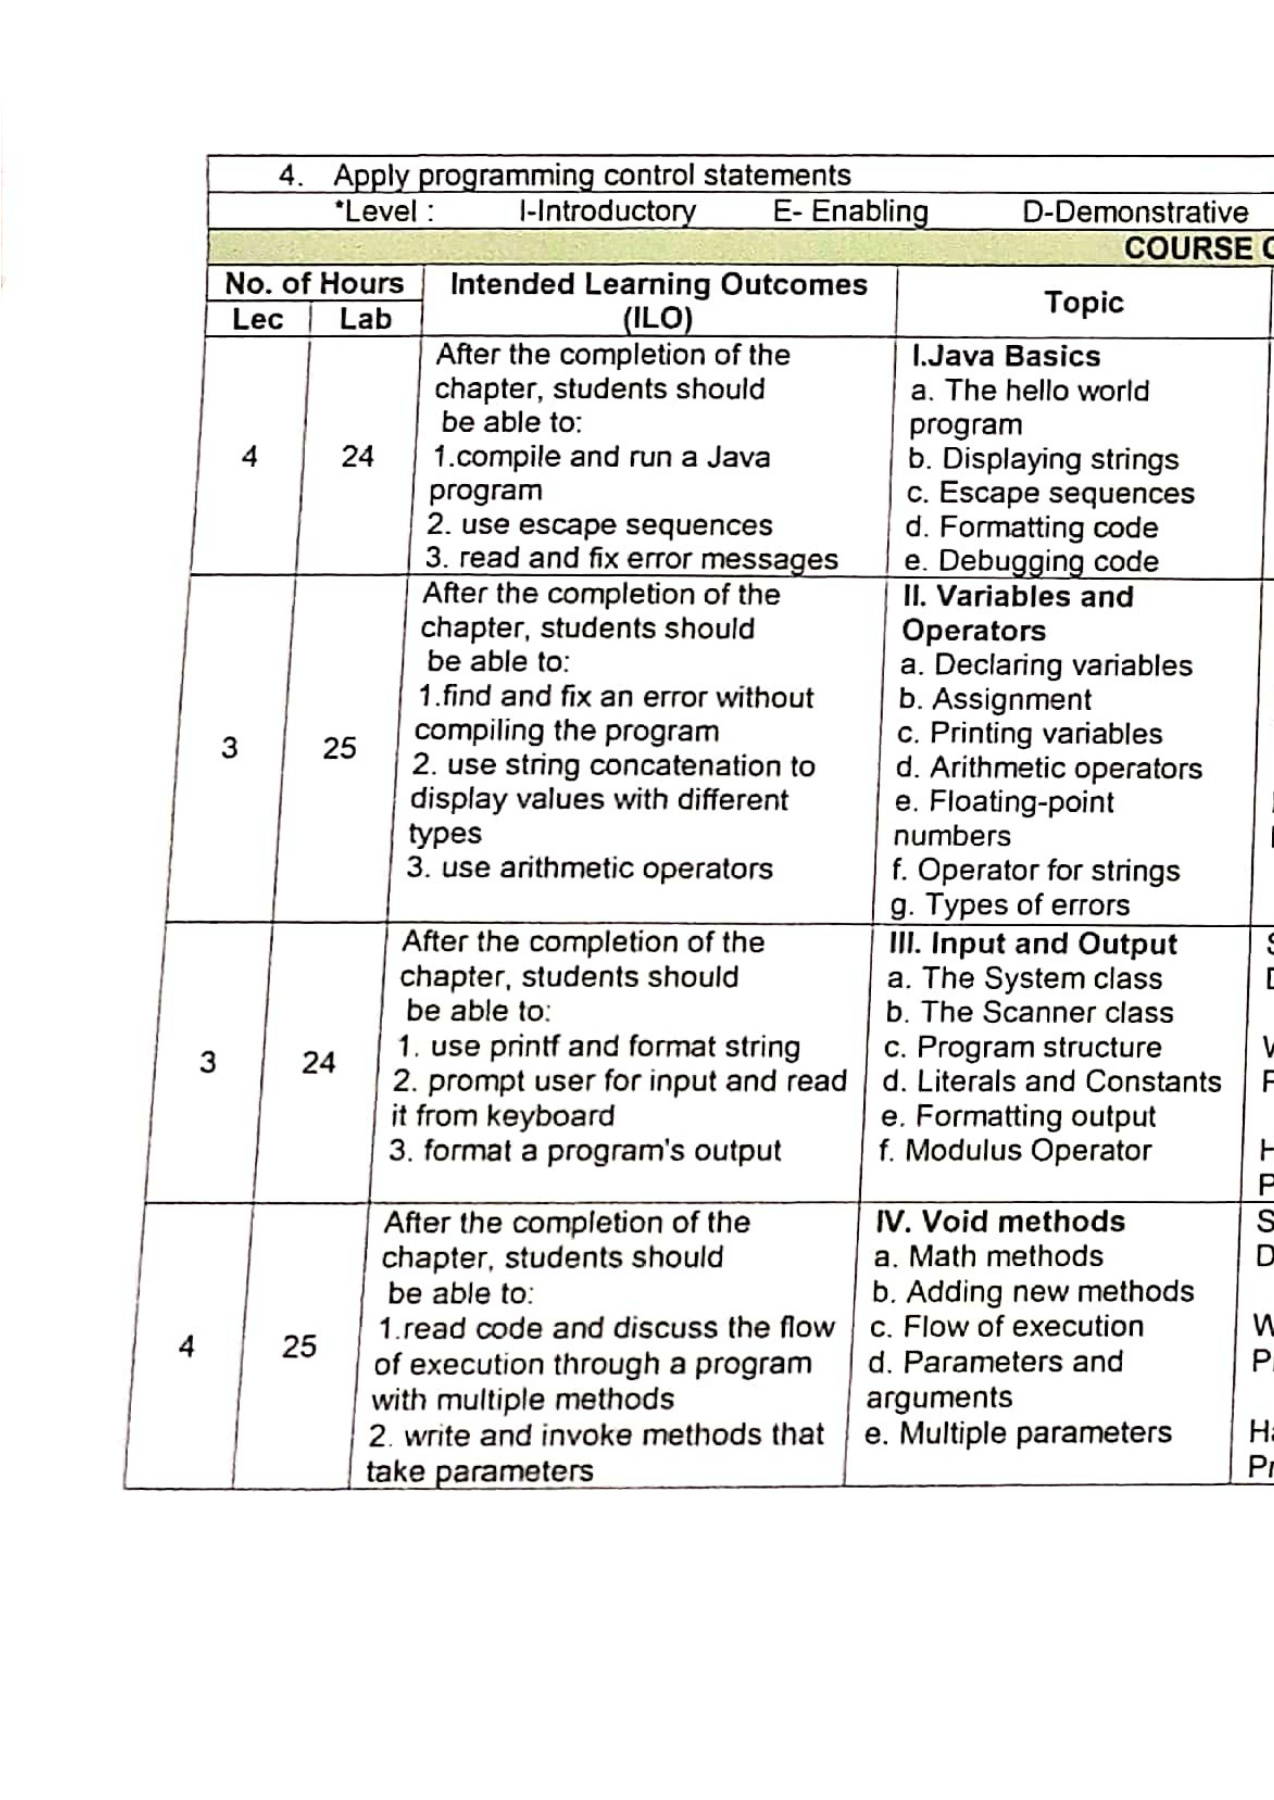 4. Apply programming control statements
*Level : I-Introductory E- Enabling D-Demonstrative
COURSE
No. of Hours
Lec Lab
Intended Learning Outcomes
(ILO)
Topic
4
24
After the completion of the
chapter, students should
be able to:
1.compile and run a Java
program
2. use escape sequences
3. read and fix error messages
I.Java Basics
a. The hello world
program
b. Displaying strings
c. Escape sequences
d. Formatting code
e. Debugging code
3
25
After the completion of the
chapter, students should
be able to:
1.find and fix an error without
compiling the program
2. use string concatenation to
display values with different
types
3. use arithmetic operators
II. Variables and
Operators
a. Declaring variables
b. Assignment
c. Printing variables
d. Arithmetic operators
e. Floating-point
numbers
f. Operator for strings
g. Types of errors
3
24
After the completion of the
chapter, students should
be able to:
1. use printf and format string
2. prompt user for input and read
it from keyboard
3. format a program's output
III. Input and Output
a. The System class
b. The Scanner class
c. Program structure
d. Literals and Constants
e. Formatting output
f. Modulus Operator
4
25
After the completion of the
chapter, students should
be able to:
1.read code and discuss the flow
of execution through a program
with multiple methods
2. write and invoke methods that
take parameters
IV. Void methods
a. Math methods
b. Adding new methods
c. Flow of execution
d. Parameters and
arguments
e. Multiple parameters